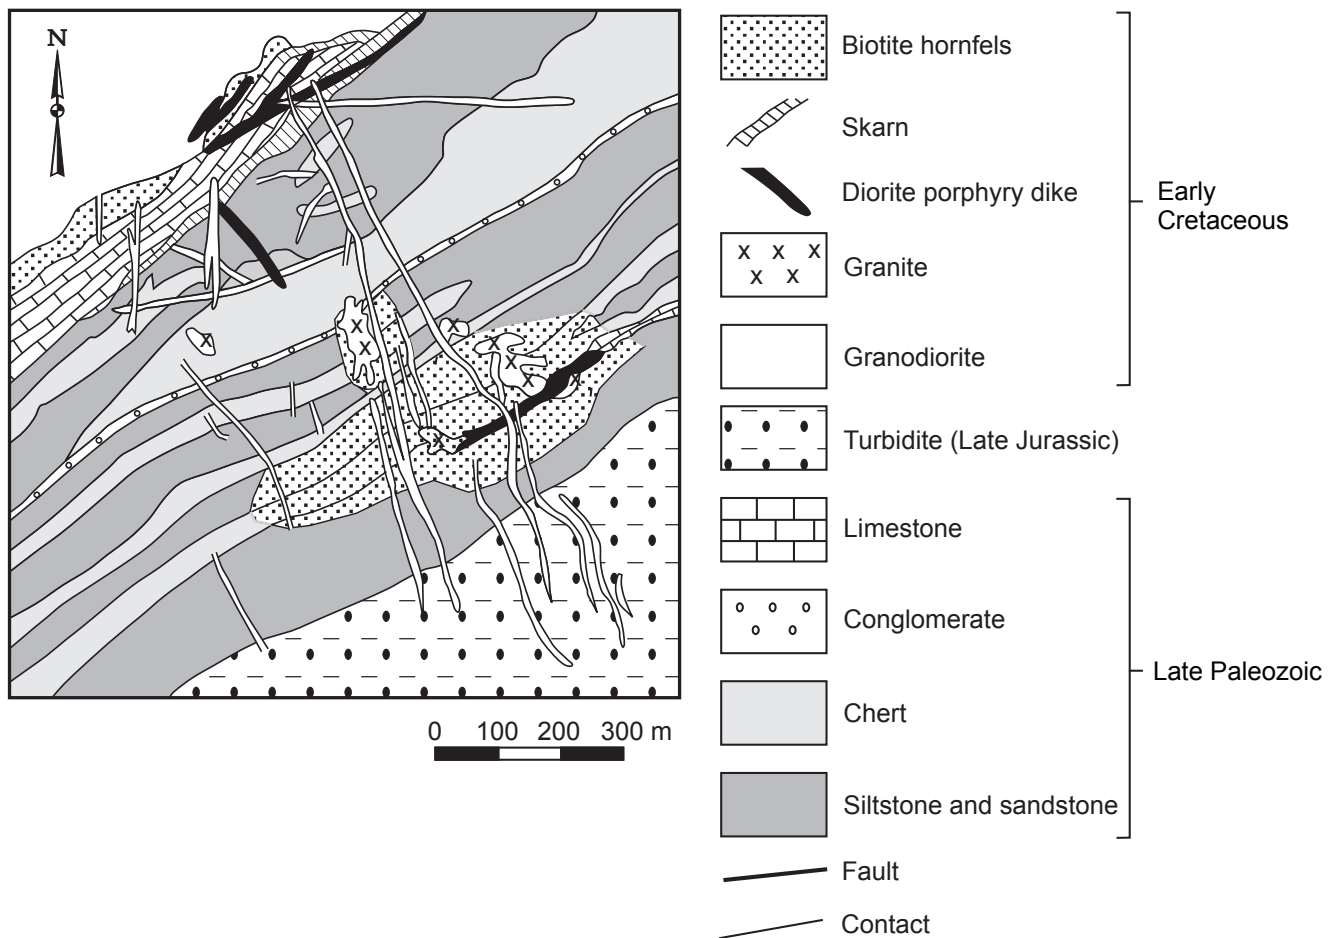 N
x
x
x
x
x
x
x
x
x
0 100 200 300 m
Biotite hornfels
Skarn
Diorite porphyry dike
x x x
x x
Granite
Granodiorite
Turbidite (Late Jurassic)
Limestone
Conglomerate
Chert
Siltstone and sandstone
Fault
Contact
Early
Cretaceous
Late Paleozoic